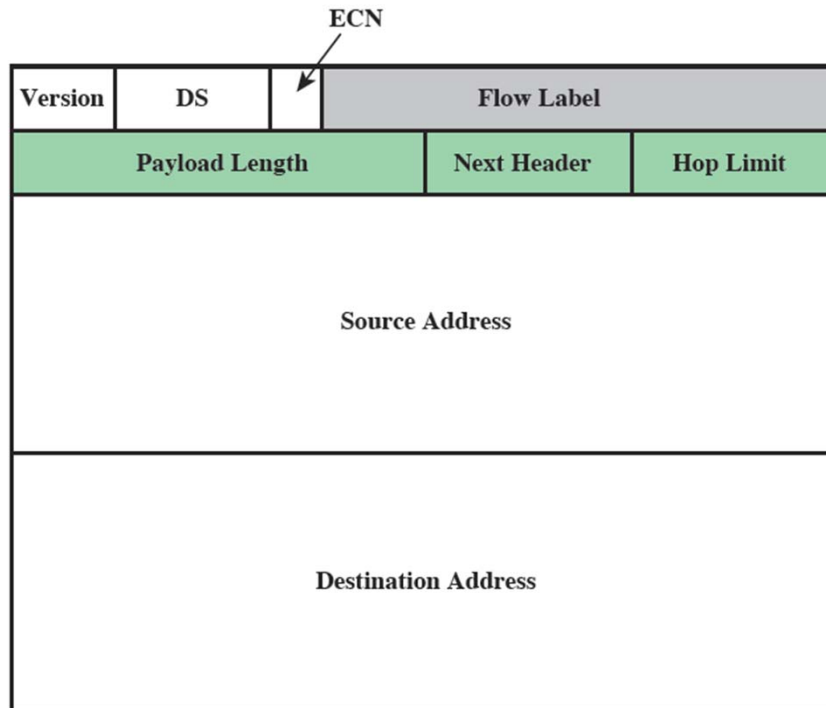 ECN
Version DS Flow Label
Payload Length Next Header Hop Limit
Source Address
Destination Address